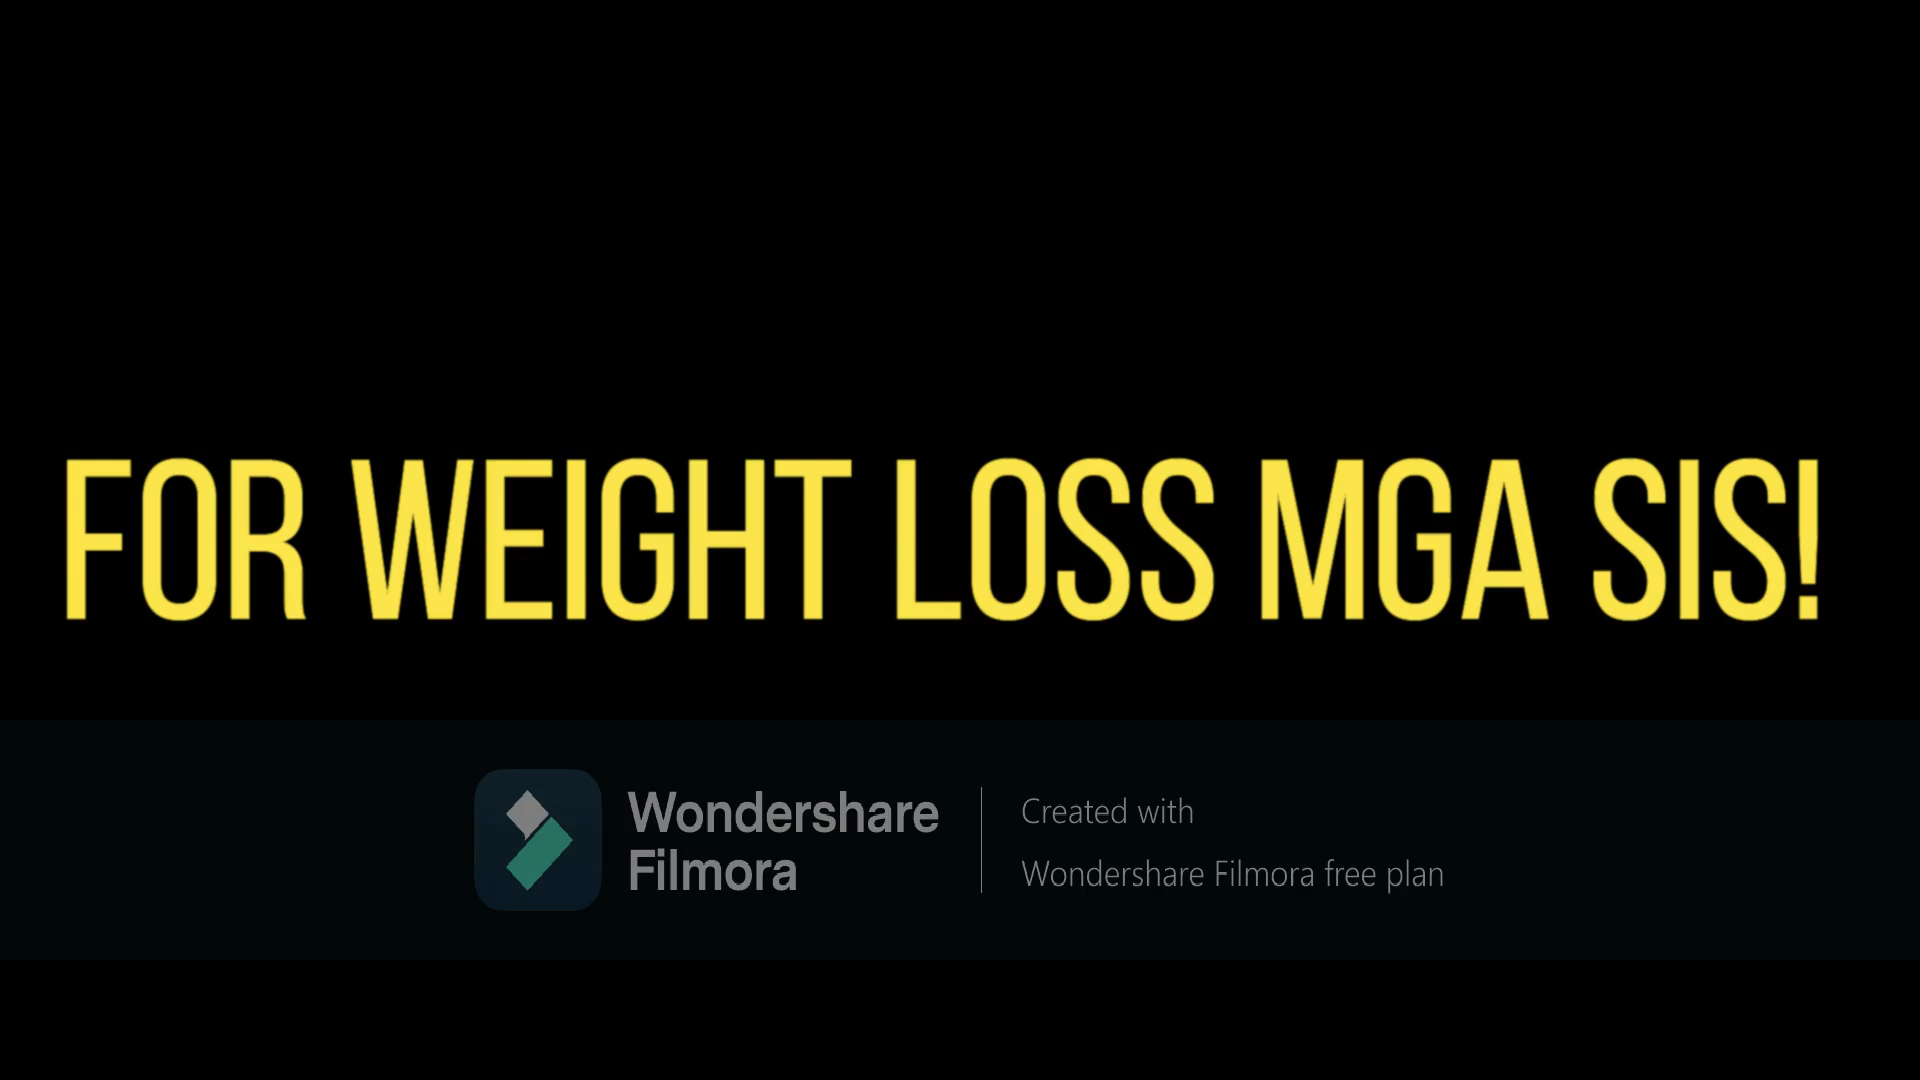 FOR WEIGHT LOSS MGA SIS!
Wondershare
Filmora
Created with
Wondershare Filmora free plan